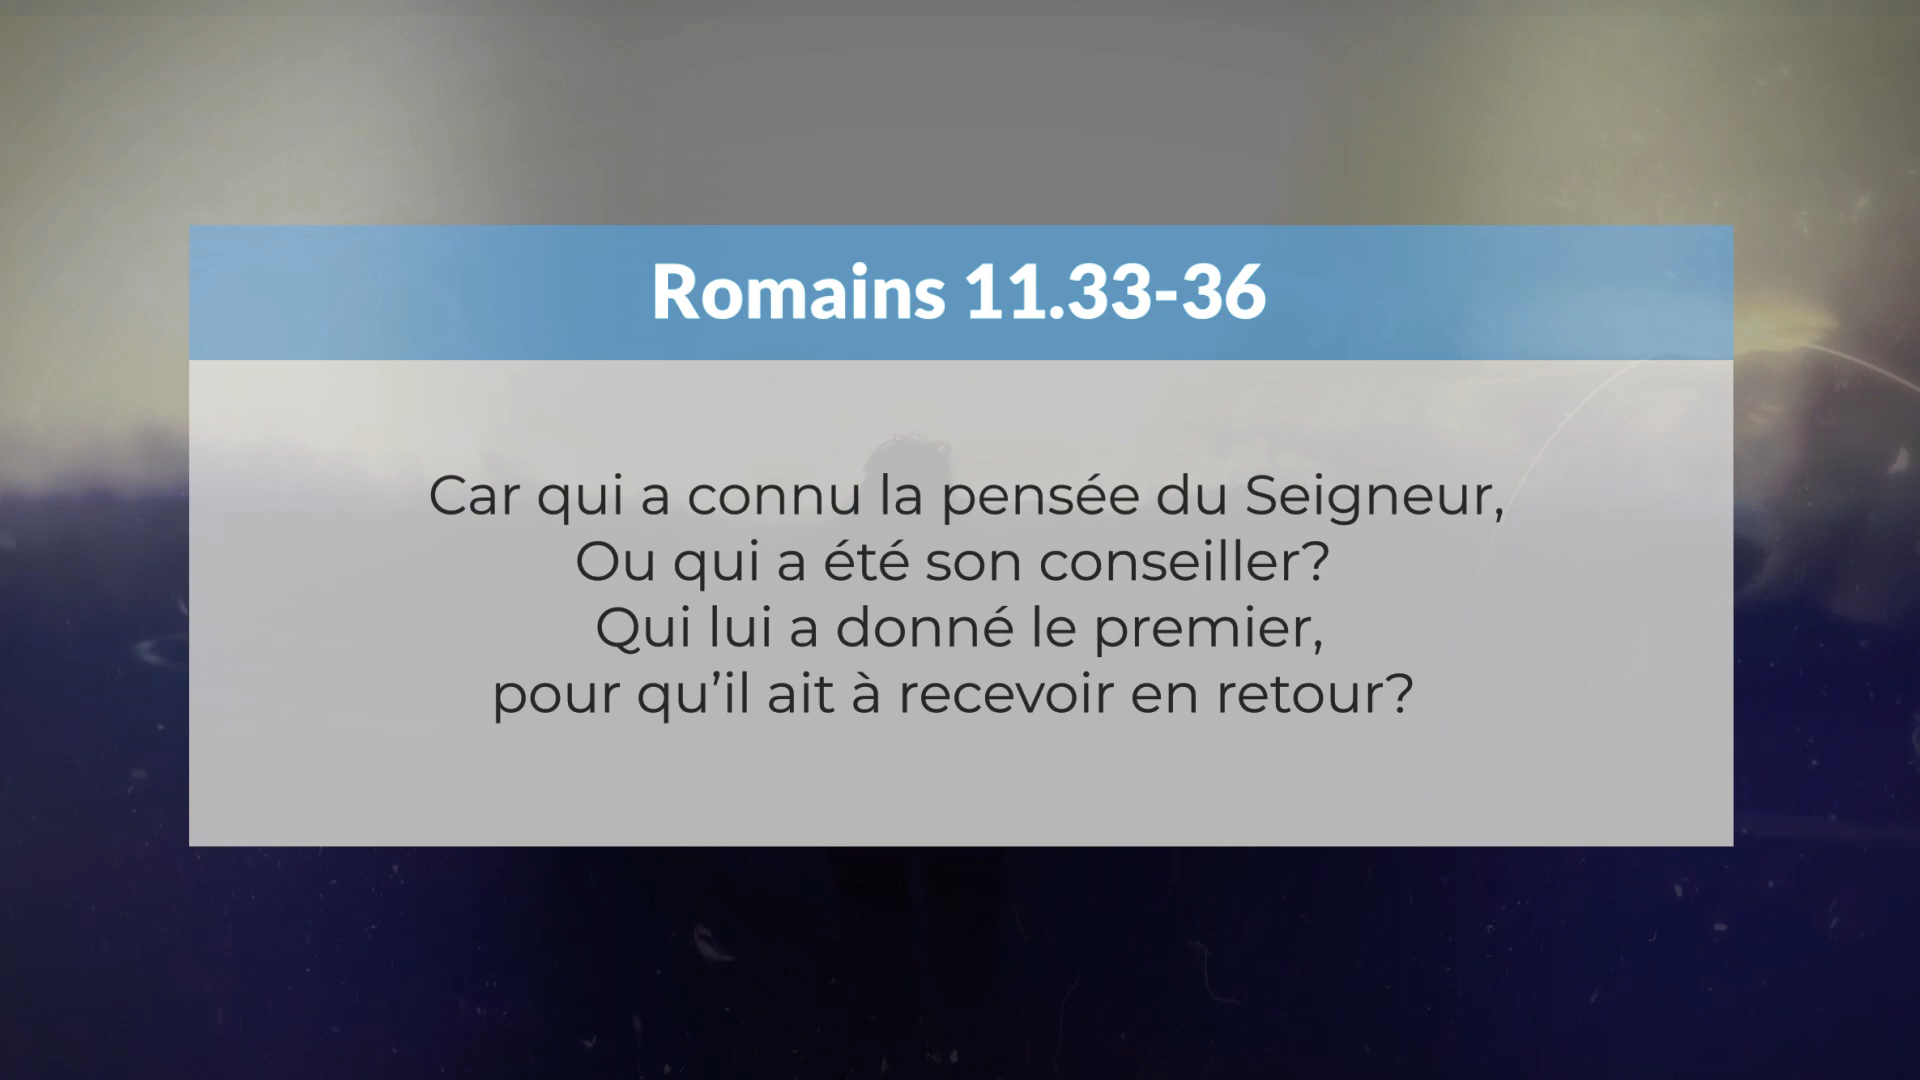 Romains 11.33-36
Car qui a connu la pensée du Seigneur,
Ou qui a été son conseiller?
Qui lui a donné le premier,
pour qu’il ait à recevoir en retour?